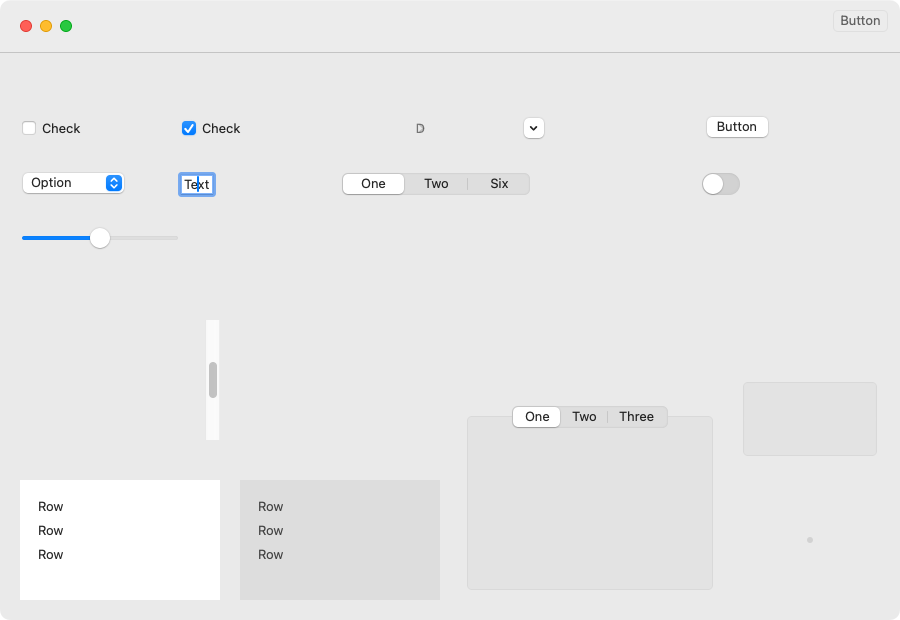 Button
Check
Check
D
Button
Option
Text
One Two Six
One Two Three
Row
Row
Row
Row
Row
Row